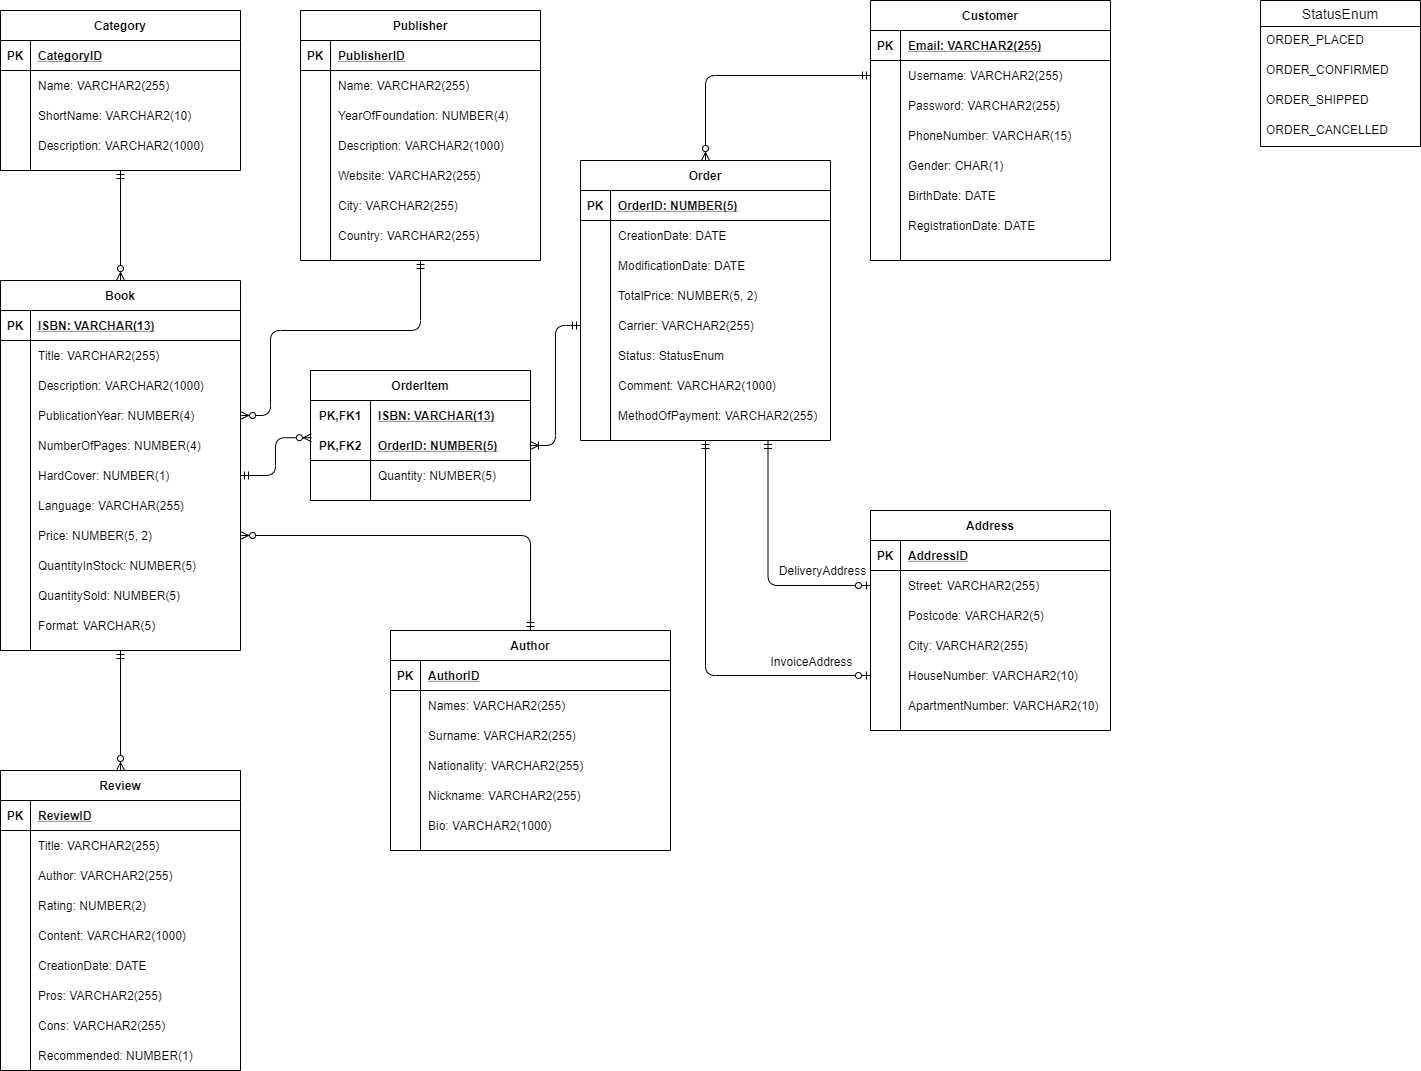 Category
PK CategoryID
Name: VARCHAR2(255)
ShortName: VARCHAR2(10)
Description: VARCHAR2(1000)
Publisher
PK PublisherID
Name: VARCHAR2(255)
YearOfFoundation: NUMBER(4)
Description: VARCHAR2(1000)
Website: VARCHAR2(255)
City: VARCHAR2(255)
Country: VARCHAR2(255)
Customer
PK Email: VARCHAR2(255)
Username: VARCHAR2(255)
Password: VARCHAR2(255)
PhoneNumber: VARCHAR(15)
Gender: CHAR(1)
BirthDate: DATE
RegistrationDate: DATE
StatusEnum
ORDER_PLACED
ORDER_CONFIRMED
ORDER_SHIPPED
ORDER_CANCELLED
Order
PK OrderID: NUMBER(5)
CreationDate: DATE
ModificationDate: DATE
TotalPrice: NUMBER(5, 2)
Carrier: VARCHAR2(255)
Status: StatusEnum
Comment: VARCHAR2(1000)
MethodOfPayment: VARCHAR2(255)
Book
PK ISBN: VARCHAR(13)
Title: VARCHAR2(255)
Description: VARCHAR2(1000)
PublicationYear: NUMBER(4)
NumberOfPages: NUMBER(4)
HardCover: NUMBER(1)
Language: VARCHAR(255)
Price: NUMBER(5, 2)
QuantityInStock: NUMBER(5)
QuantitySold: NUMBER(5)
Format: VARCHAR(5)
OrderItem
PK,FK1 ISBN: VARCHAR(13)
PK,FK2 OrderID: NUMBER(5)
Quantity: NUMBER(5)
DeliveryAddress
InvoiceAddress
Address
PK AddressID
Street: VARCHAR2(255)
Postcode: VARCHAR2(5)
City: VARCHAR2(255)
HouseNumber: VARCHAR2(10)
ApartmentNumber: VARCHAR2(10)
Author
PK AuthorID
Names: VARCHAR2(255)
Surname: VARCHAR2(255)
Nationality: VARCHAR2(255)
Nickname: VARCHAR2(255)
Bio: VARCHAR2(1000)
Review
PK ReviewID
Title: VARCHAR2(255)
Author: VARCHAR2(255)
Rating: NUMBER(2)
Content: VARCHAR2(1000)
CreationDate: DATE
Pros: VARCHAR2(255)
Cons: VARCHAR2(255)
Recommended: NUMBER(1)